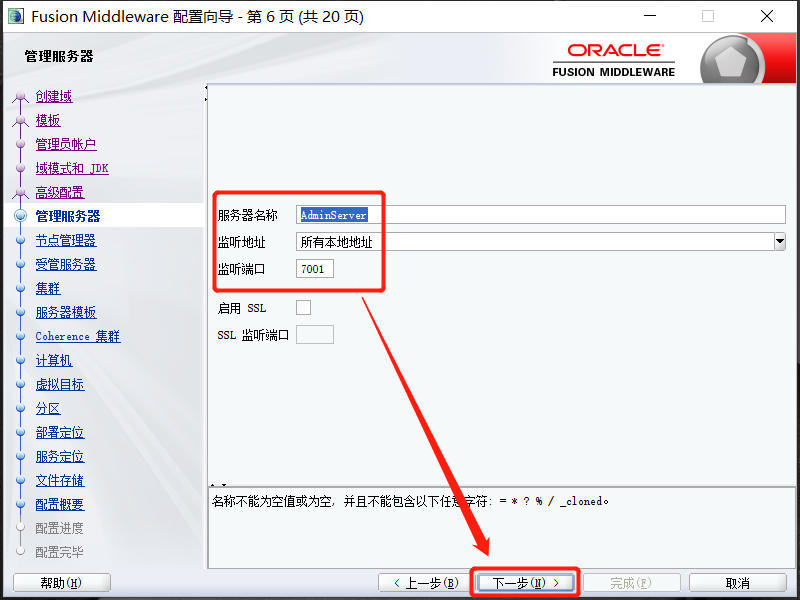 Fusion Middleware 配置向导 - 第 6 页 (共 20 页)
管理服务器
ORACLE
FUSION MIDDLEWARE
创建域
模板
管理员帐户
域模式和 JDK
高级配置
管理服务器
节点管理器
受管服务器
集群
服务器模板
Coherence 集群
计算机
虚拟目标
分区
部署定位
服务定位
文件存储
配置概要
配置进度
配置完毕
服务器名称 AdminServer
监听地址 所有本地地址
监听端口 7001
启用 SSL
SSL 监听端口
名称不能为空值或为空, 并且不能包含以下任意字符: = * ? % / _cloned。
帮助(H)
< 上一步(B)
下一步(N) >
完成(F)
取消